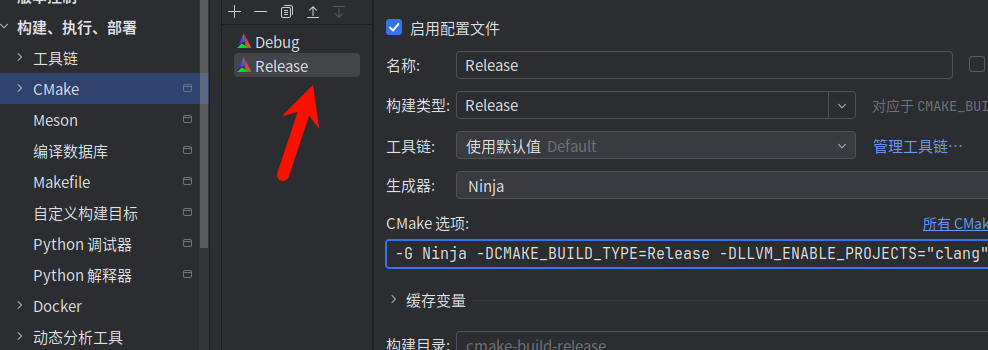 版本控制
构建、执行、部署
工具链
CMake
Meson
编译数据库
Makefile
自定义构建目标
Python 调试器
Python 解释器
Docker
动态分析工具
Debug
Release
启用配置文件
名称: Release
构建类型: Release 对应于 CMAKE_BUI
工具链: 使用默认值 Default 管理工具链…
生成器: Ninja
CMake 选项: 所有 CMak
-G Ninja -DCMAKE_BUILD_TYPE=Release -DLLVM_ENABLE_PROJECTS="clang"
缓存变量
构建目录: cmake-build-release